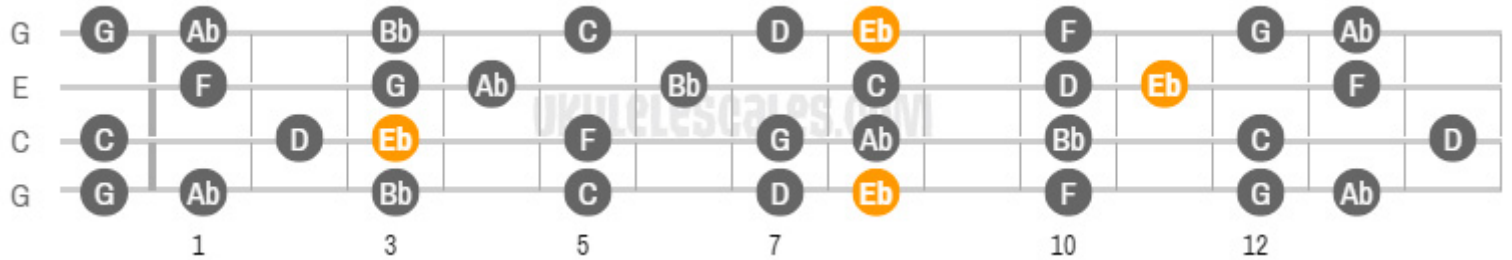 G G Ab Bb C D Eb F G Ab
E F G Ab Bb C D Eb F
UKULELESCALES.COM
C C D Eb F G Ab Bb C D
G G Ab Bb C D Eb F G Ab
1 3 5 7 10 12